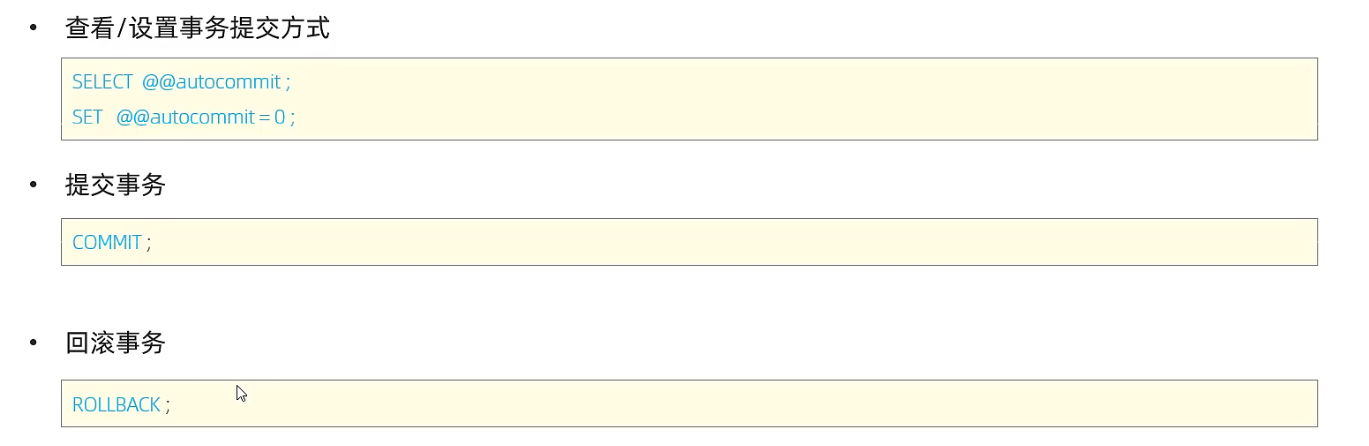 • 查看/设置事务提交方式
SELECT @@autocommit ;
SET @@autocommit = 0 ;
• 提交事务
COMMIT ;
• 回滚事务
ROLLBACK ;